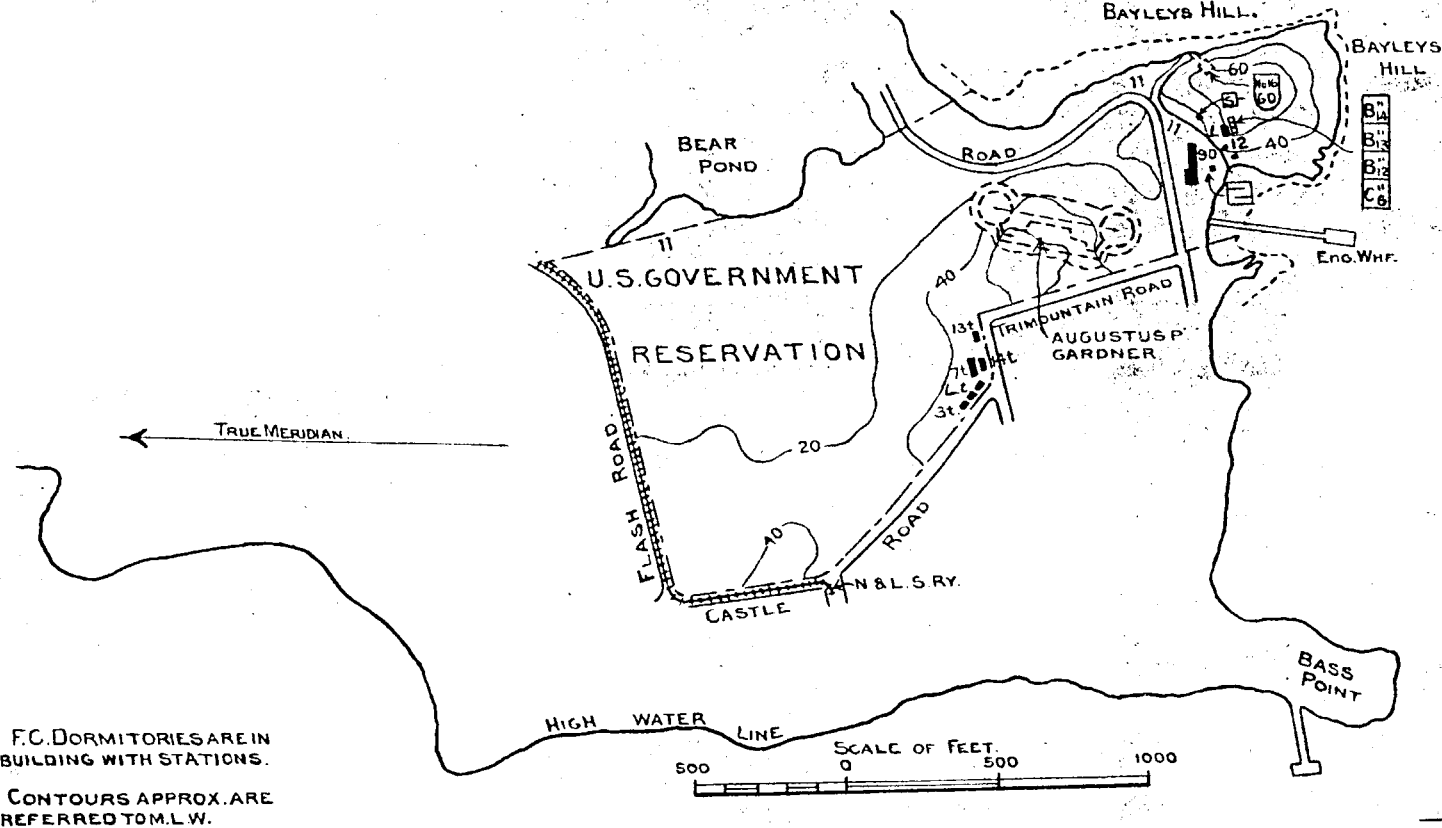 BAYLEYS HILL.
BAYLEYS
HILL
60
No 16
60
S
B"14
B"13
B"12
C"8
11
11
L
12
40
90
ENG. WHF.
BEAR
POND
ROAD
11
U.S. GOVERNMENT
RESERVATION
40
TRIMOUNTAIN ROAD
AUGUSTUS P.
GARDNER
13t
14t
7t
Lt
3t
TRUE MERIDIAN.
20
FLASH ROAD.
40
ROAD
N & L. S. RY.
CASTLE
BASS
POINT
HIGH WATER LINE
SCALE OF FEET.
500 0 500 1000
F.C. DORMITORIES ARE IN
BUILDING WITH STATIONS.
CONTOURS APPROX. ARE
REFERRED TO M.L.W.